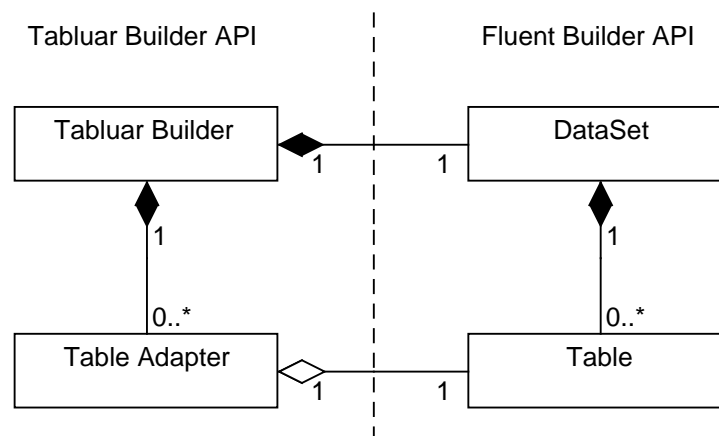 Tabluar Builder API
Fluent Builder API
Tabluar Builder
DataSet
1
1
1
1
0..*
0..*
Table Adapter
Table
1
1